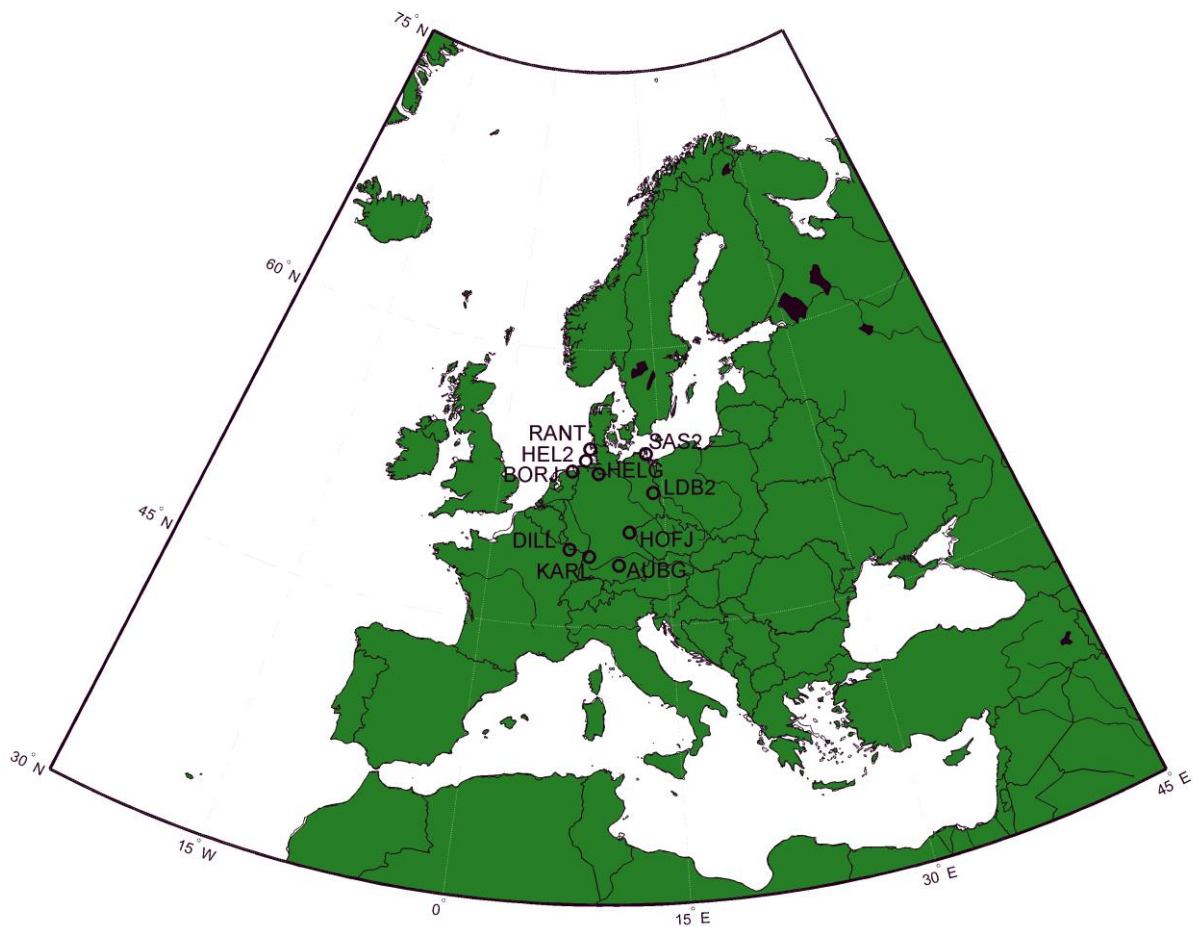 75°N
60°N
RANT
SAS2
HEL2
BORJ
HELG
LDB2
45°N
DILL
HOFJ
KARL
AUBG
30°N
45°E
15°W
30°E
0°
15°E